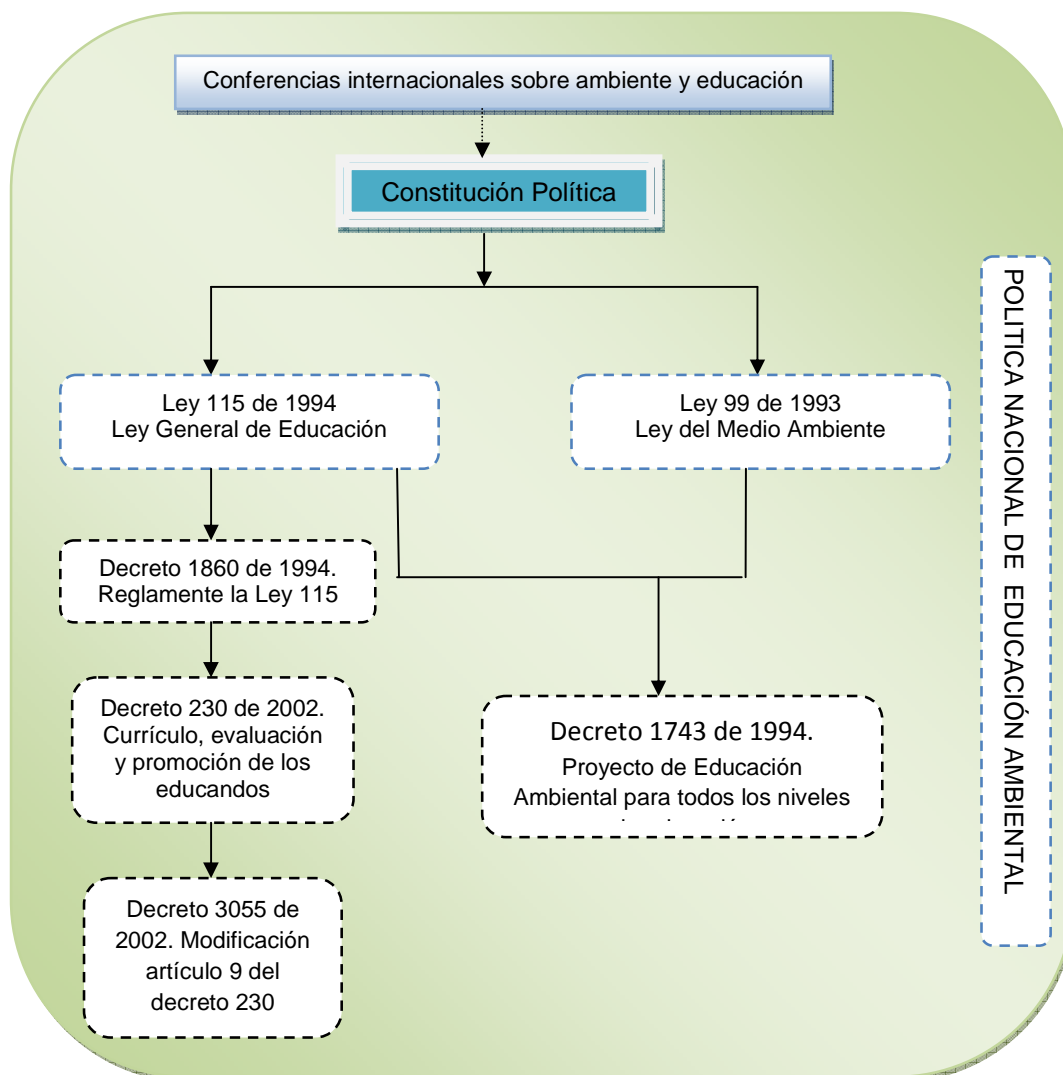 Conferencias internacionales sobre ambiente y educación
Constitución Política
Ley 115 de 1994
Ley General de Educación
Ley 99 de 1993
Ley del Medio Ambiente
Decreto 1860 de 1994.
Reglamente la Ley 115
Decreto 230 de 2002.
Currículo, evaluación
y promoción de los
educandos
Decreto 1743 de 1994.
Proyecto de Educación
Ambiental para todos los niveles
Decreto 3055 de
2002. Modificación
artículo 9 del
decreto 230
POLITICA NACIONAL DE EDUCACIÓN AMBIENTAL